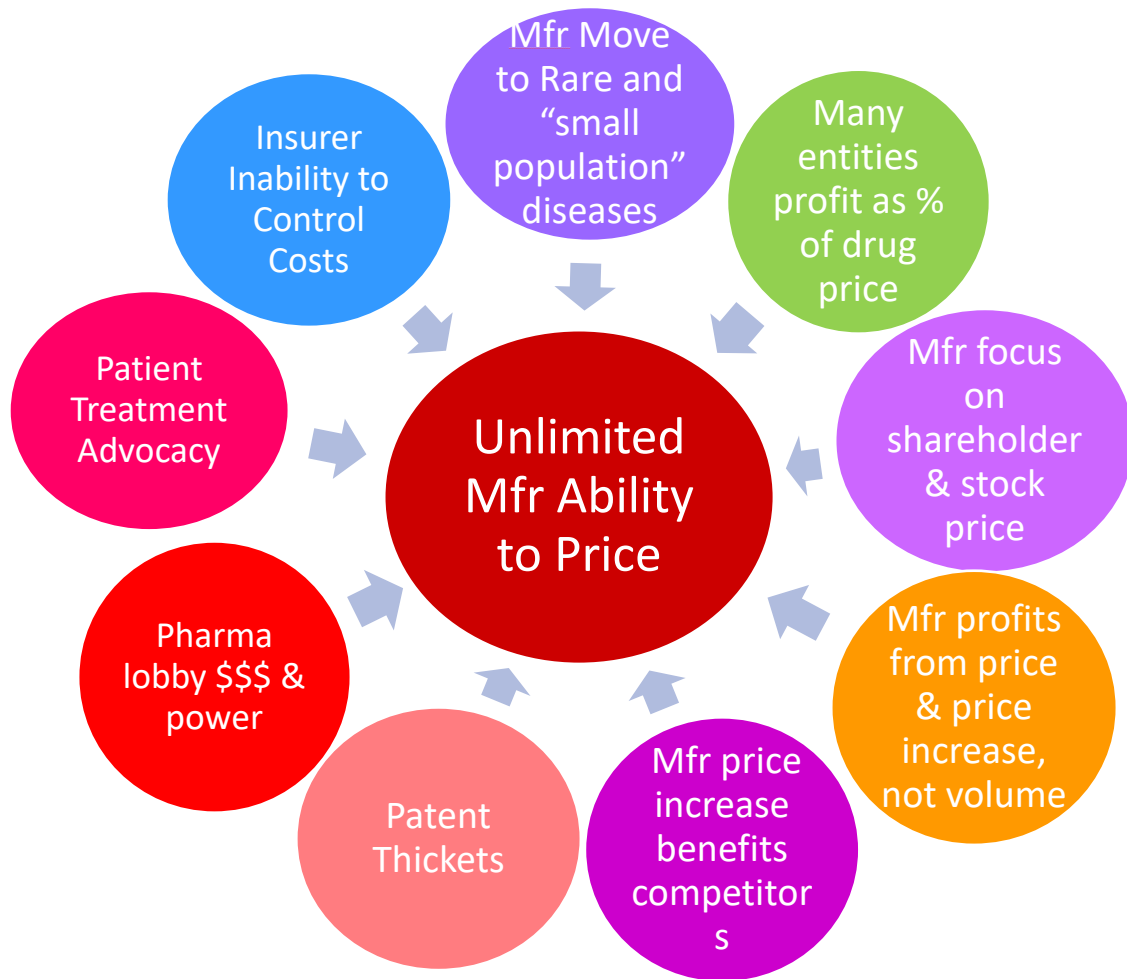 Mfr Move
to Rare and
“small
population”
diseases
Many
entities
profit as %
of drug
price
Mfr focus
on
shareholder
& stock
price
Mfr profits
from price
& price
increase,
not volume
Mfr price
increase
benefits
competitor
s
Patent
Thickets
Pharma
lobby $$$ &
power
Patient
Treatment
Advocacy
Insurer
Inability to
Control
Costs
Unlimited
Mfr Ability
to Price